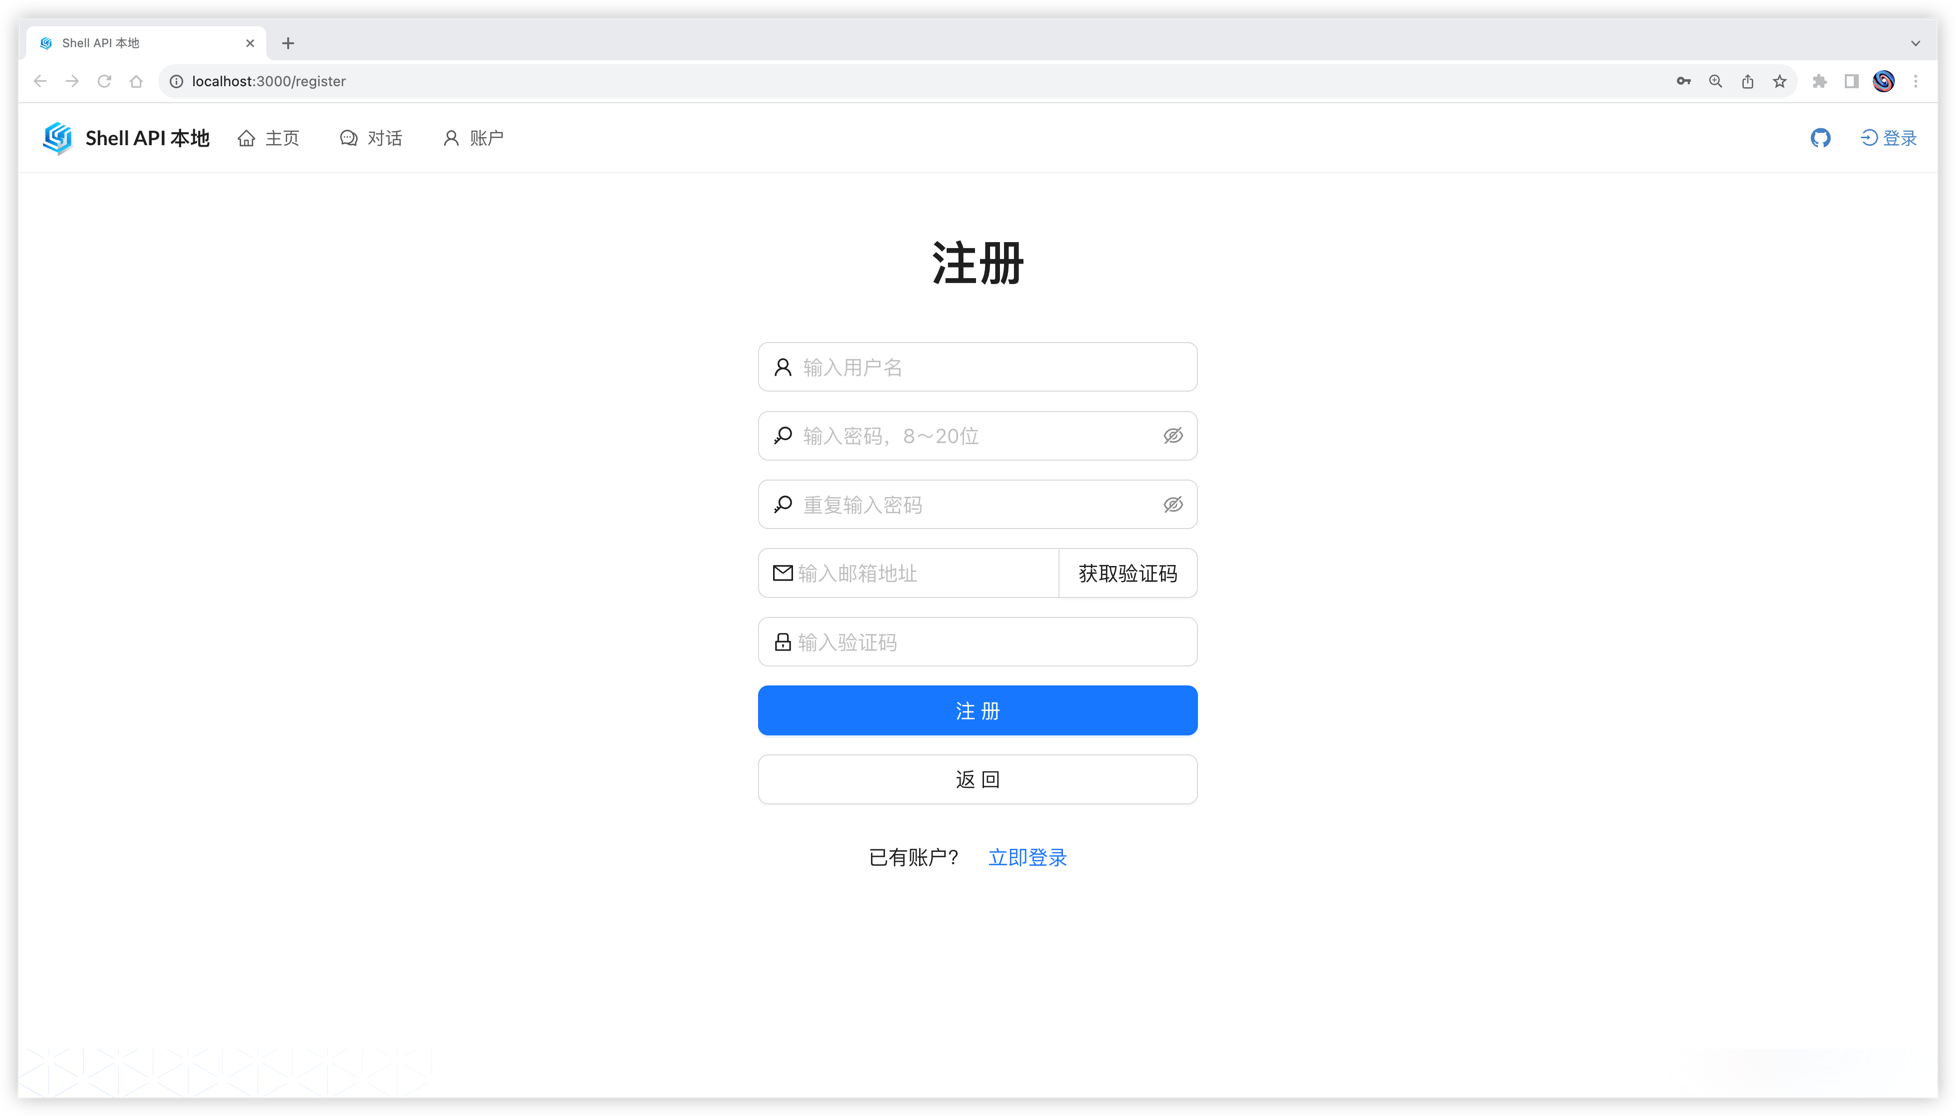 Shell API 本地
localhost:3000/register
Shell API 本地 主页 对话 账户 登录
注册
输入用户名
输入密码，8～20位
重复输入密码
输入邮箱地址 获取验证码
输入验证码
注 册
返 回
已有账户? 立即登录